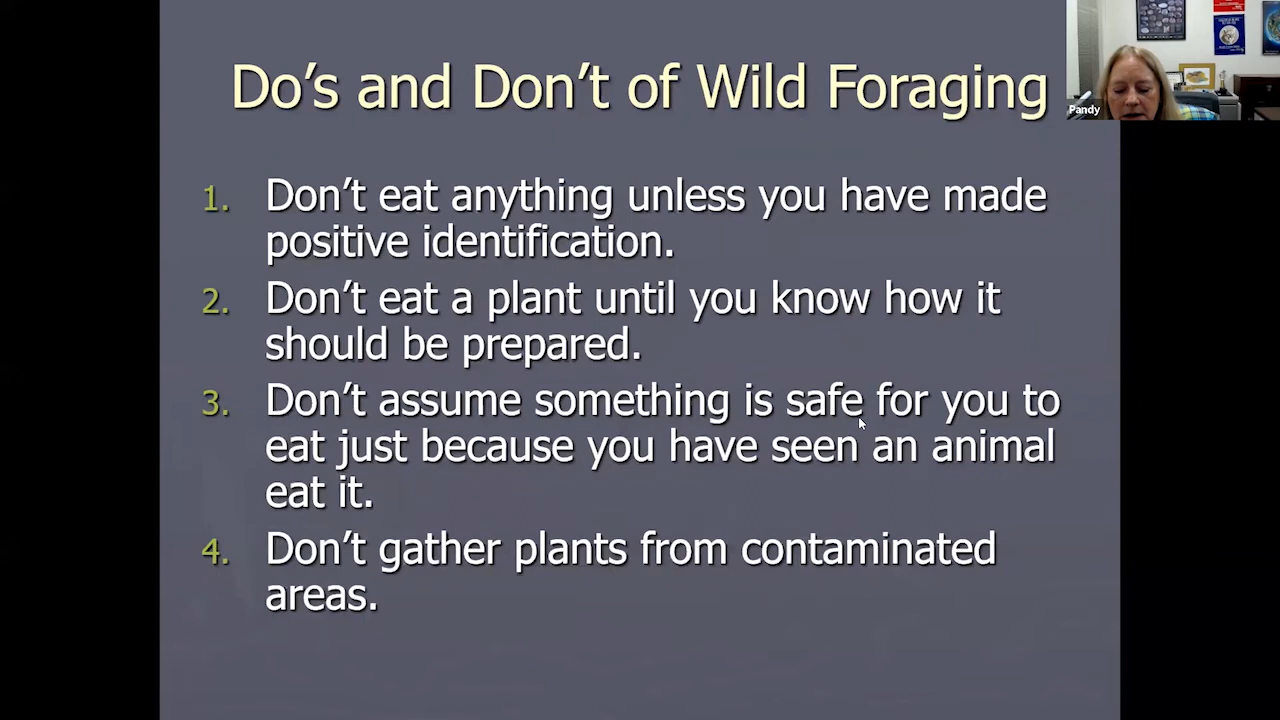 Do's and Don't of Wild Foraging
Pandy
1. Don't eat anything unless you have made
positive identification.
2. Don't eat a plant until you know how it
should be prepared.
3. Don't assume something is safe for you to
eat just because you have seen an animal
eat it.
4. Don't gather plants from contaminated
areas.